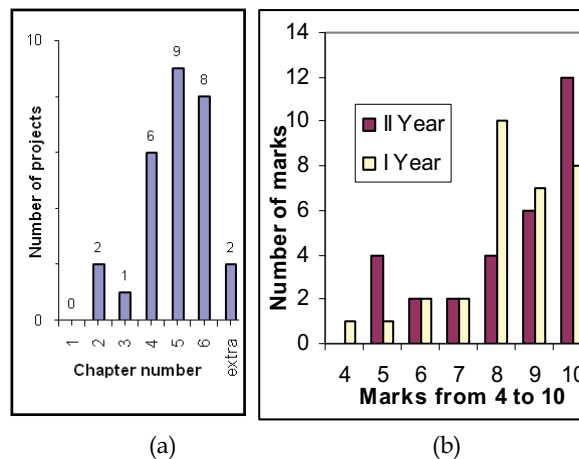 10
9
8
6
2
1
2
0
0
Number of projects
1 2 3 4 5 6 extra
Chapter number
(a)
14
12
10
8
6
4
2
0
Number of marks
II Year
I Year
4 5 6 7 8 9 10
Marks from 4 to 10
(b)